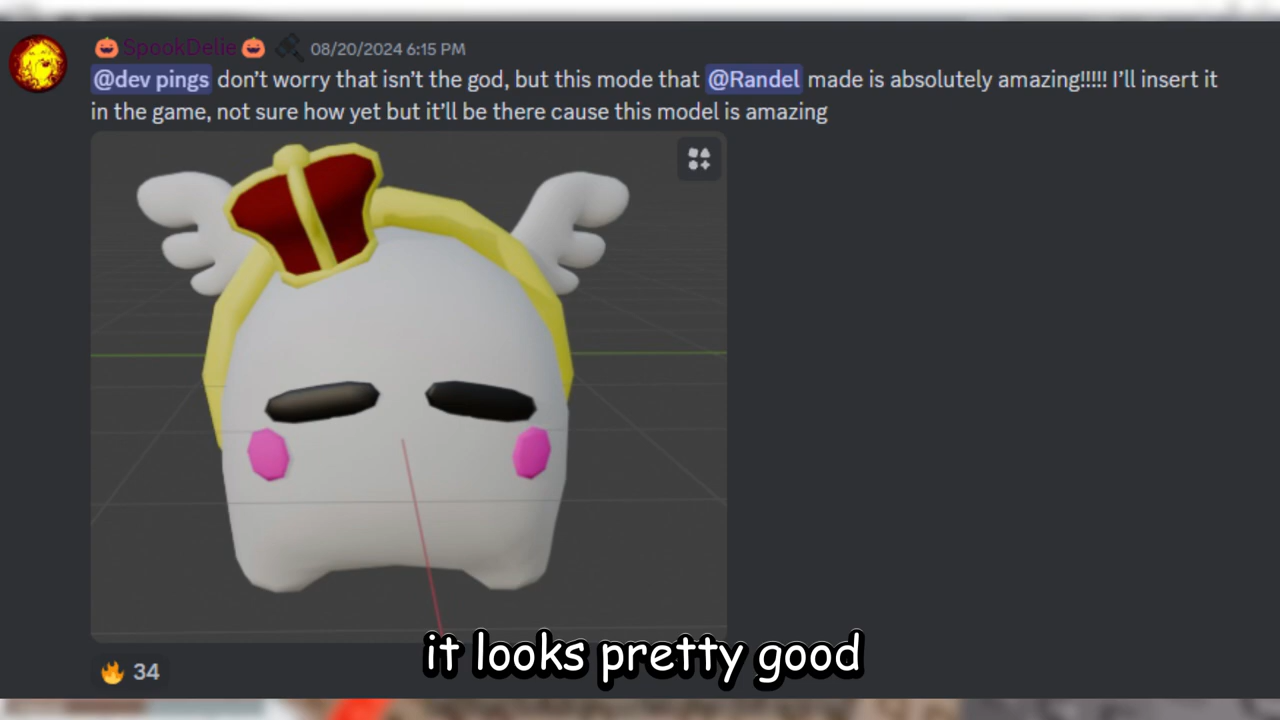 SpookDelie 08/20/2024 6:15 PM
@dev pings don't worry that isn't the god, but this mode that @Randel made is absolutely amazing!!!!! I'll insert it
in the game, not sure how yet but it'll be there cause this model is amazing
it looks pretty good
34